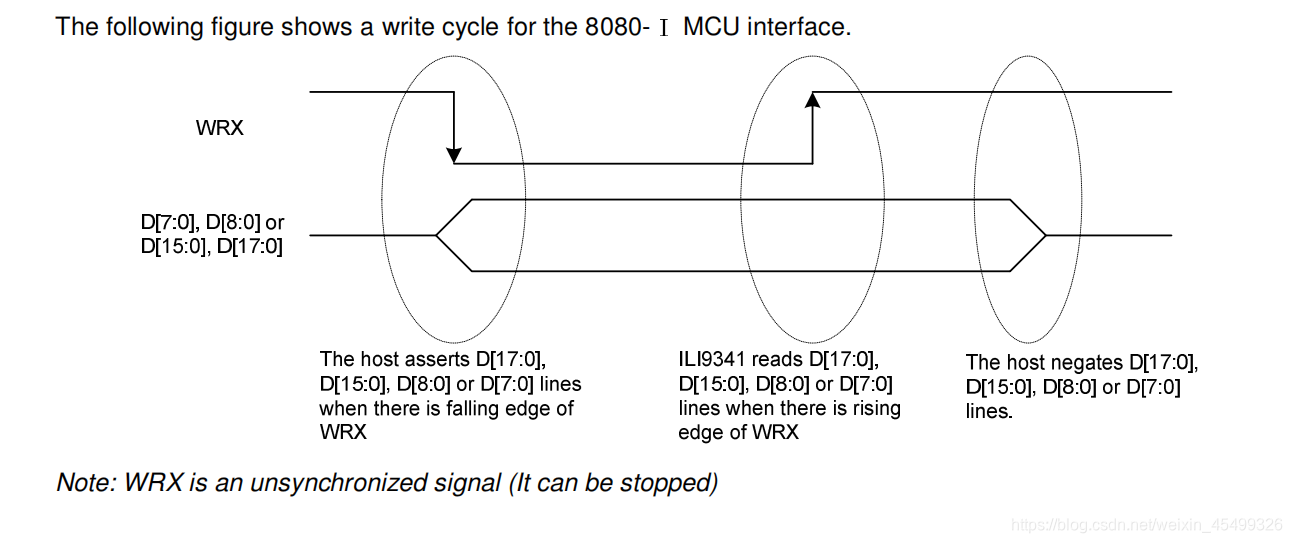 The following figure shows a write cycle for the 8080- I MCU interface.
WRX
D[7:0], D[8:0] or
D[15:0], D[17:0]
The host asserts D[17:0],
D[15:0], D[8:0] or D[7:0] lines
when there is falling edge of
WRX
ILI9341 reads D[17:0],
D[15:0], D[8:0] or D[7:0]
lines when there is rising
edge of WRX
The host negates D[17:0],
D[15:0], D[8:0] or D[7:0]
lines.
Note: WRX is an unsynchronized signal (It can be stopped)
https://blog.csdn.net/weixin_45499326